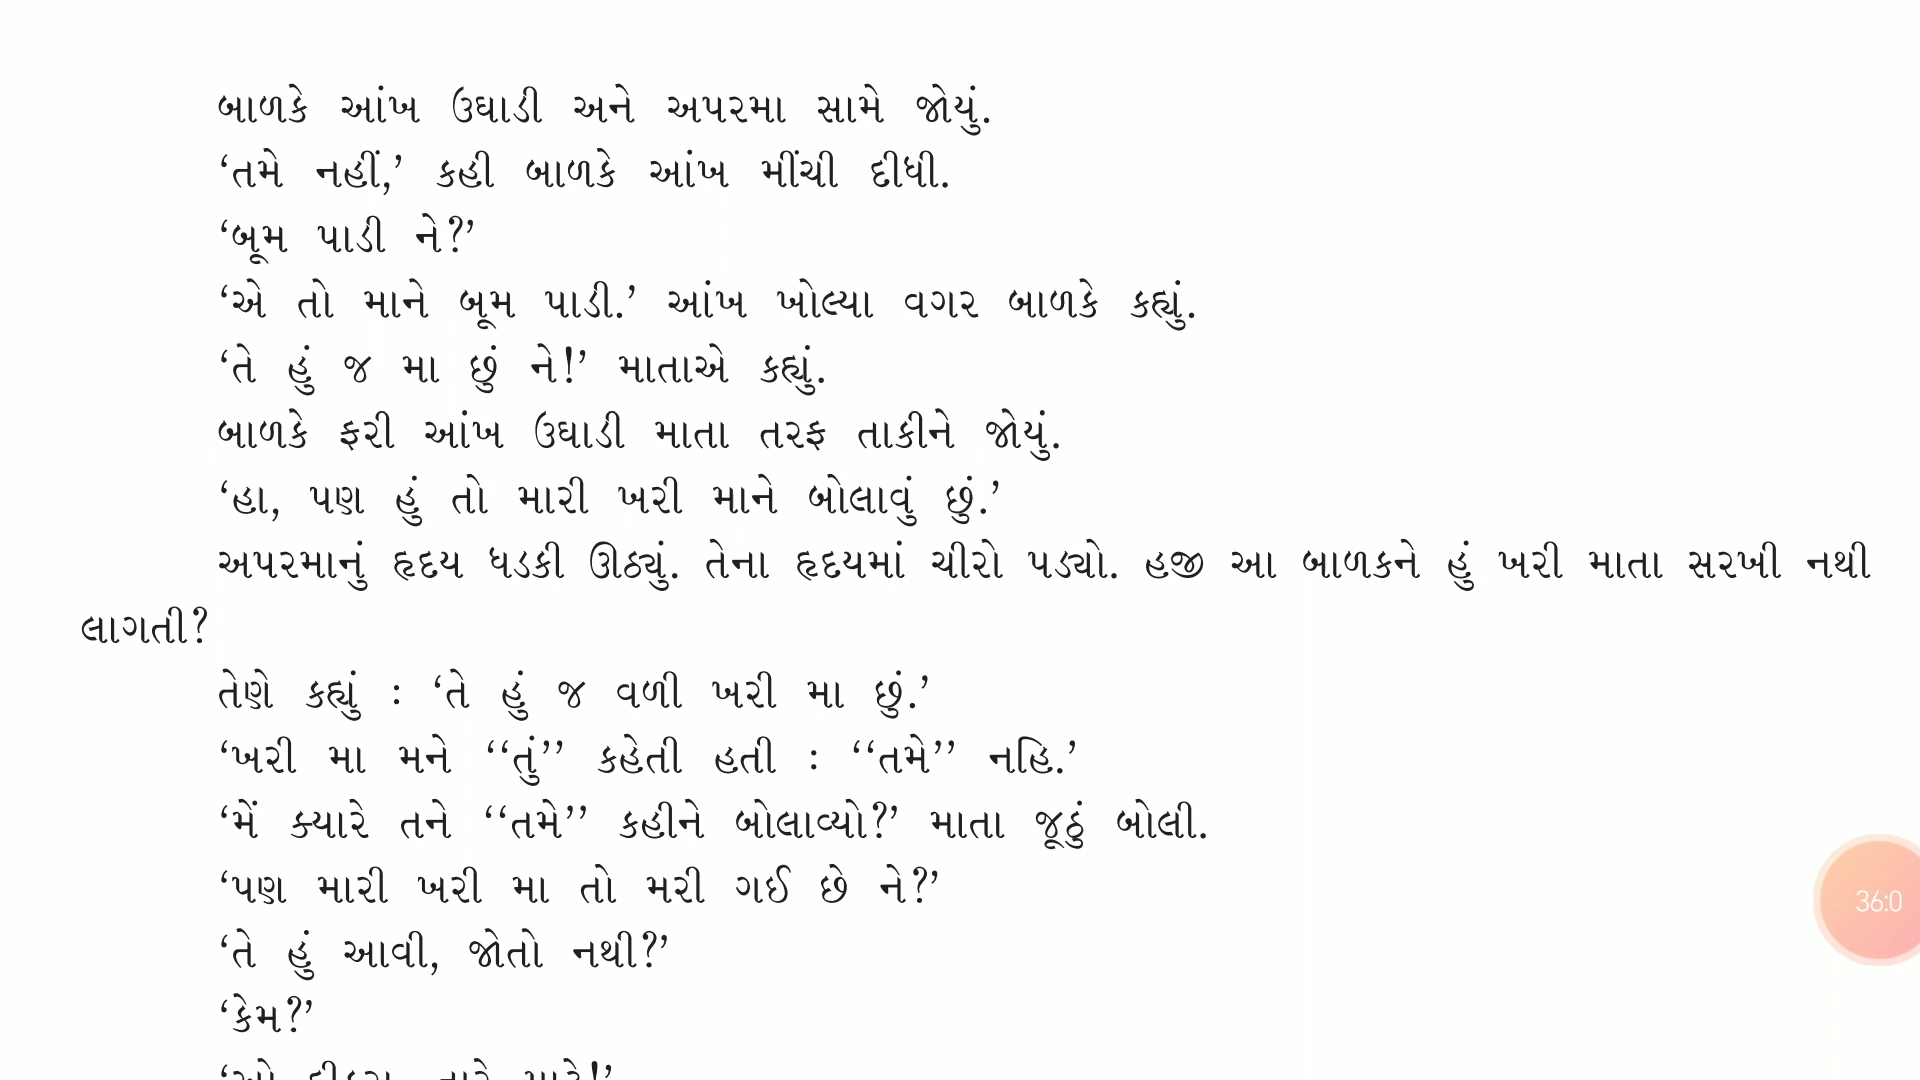 બાળકે આંખ ઉઘાડી અને અપરમા સામે જોયું.
‘તમે નહીં,’ કહી બાળકે આંખ મીંચી દીધી.
‘બૂમ પાડી ને?’
‘એ તો માને બૂમ પાડી.’ આંખ ખોલ્યા વગર બાળકે કહ્યું.
‘તે હું જ મા છું ને!’ માતાએ કહ્યું.
બાળકે ફરી આંખ ઉઘાડી માતા તરફ તાકીને જોયું.
‘હા, પણ હું તો મારી ખરી માને બોલાવું છું.’
અપરમાનું હૃદય ધડકી ઊઠ્યું. તેના હૃદયમાં ચીરો પડ્યો. હજી આ બાળકને હું ખરી માતા સરખી નથી
લાગતી?
તેણે કહ્યું : ‘તે હું જ વળી ખરી મા છું.’
‘ખરી મા મને ‘‘તું’’ કહેતી હતી : ‘‘તમે’’ નહિ.’
‘મેં ક્યારે તને ‘‘તમે’’ કહીને બોલાવ્યો?’ માતા જૂઠું બોલી.
‘પણ મારી ખરી મા તો મરી ગઈ છે ને?’
‘તે હું આવી, જોતો નથી?’
‘કેમ?’
36:0